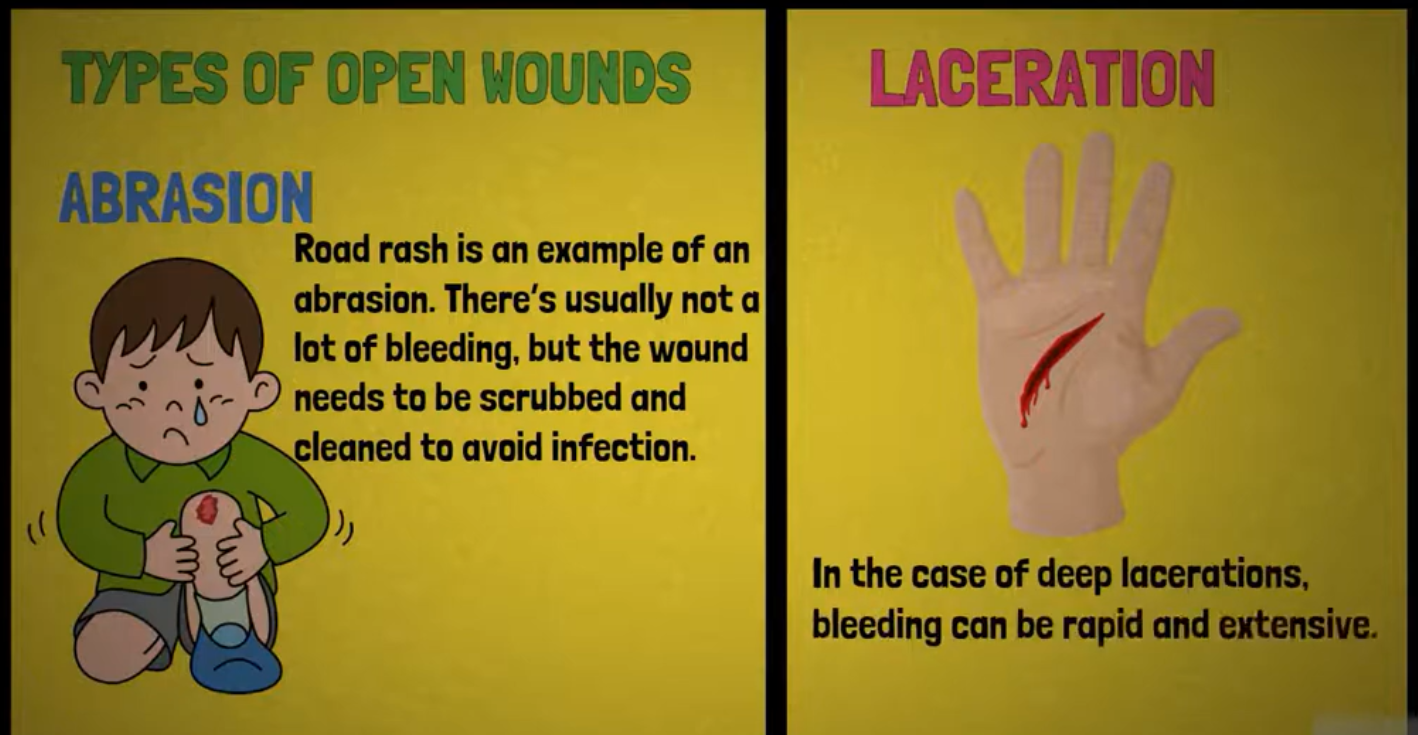 TYPES OF OPEN WOUNDS
ABRASION
Road rash is an example of an
abrasion. There's usually not a
lot of bleeding, but the wound
needs to be scrubbed and
cleaned to avoid infection.
LACERATION
In the case of deep lacerations,
bleeding can be rapid and extensive.